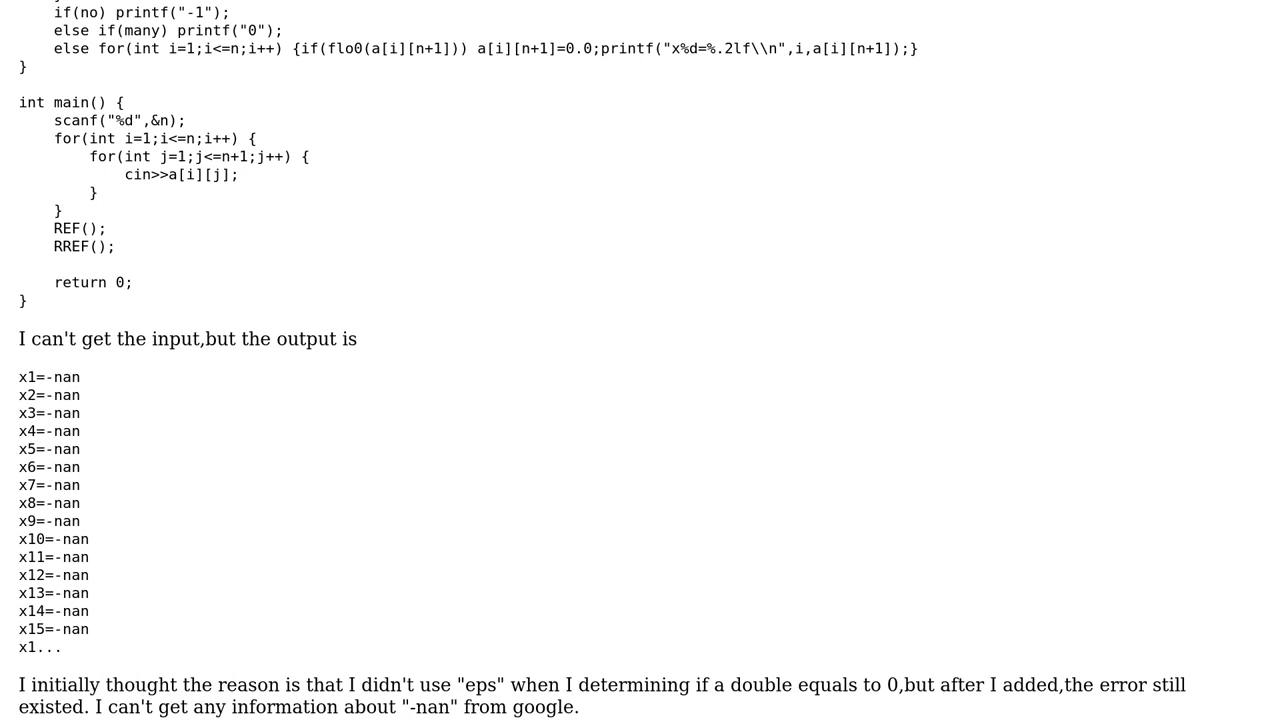 if(no) printf("-1");
else if(many) printf("0");
else for(int i=1;i<=n;i++) {if(flo0(a[i][n+1])) a[i][n+1]=0.0;printf("x%d=%.2lf\\n",i,a[i][n+1]);}
}
int main() {
scanf("%d",&n);
for(int i=1;i<=n;i++) {
for(int j=1;j<=n+1;j++) {
cin>>a[i][j];
}
}
REF();
RREF();
return 0;
}
I can't get the input,but the output is
x1=-nan
x2=-nan
x3=-nan
x4=-nan
x5=-nan
x6=-nan
x7=-nan
x8=-nan
x9=-nan
x10=-nan
x11=-nan
x12=-nan
x13=-nan
x14=-nan
x15=-nan
x1...
I initially thought the reason is that I didn't use "eps" when I determining if a double equals to 0,but after I added,the error still
existed. I can't get any information about "-nan" from google.